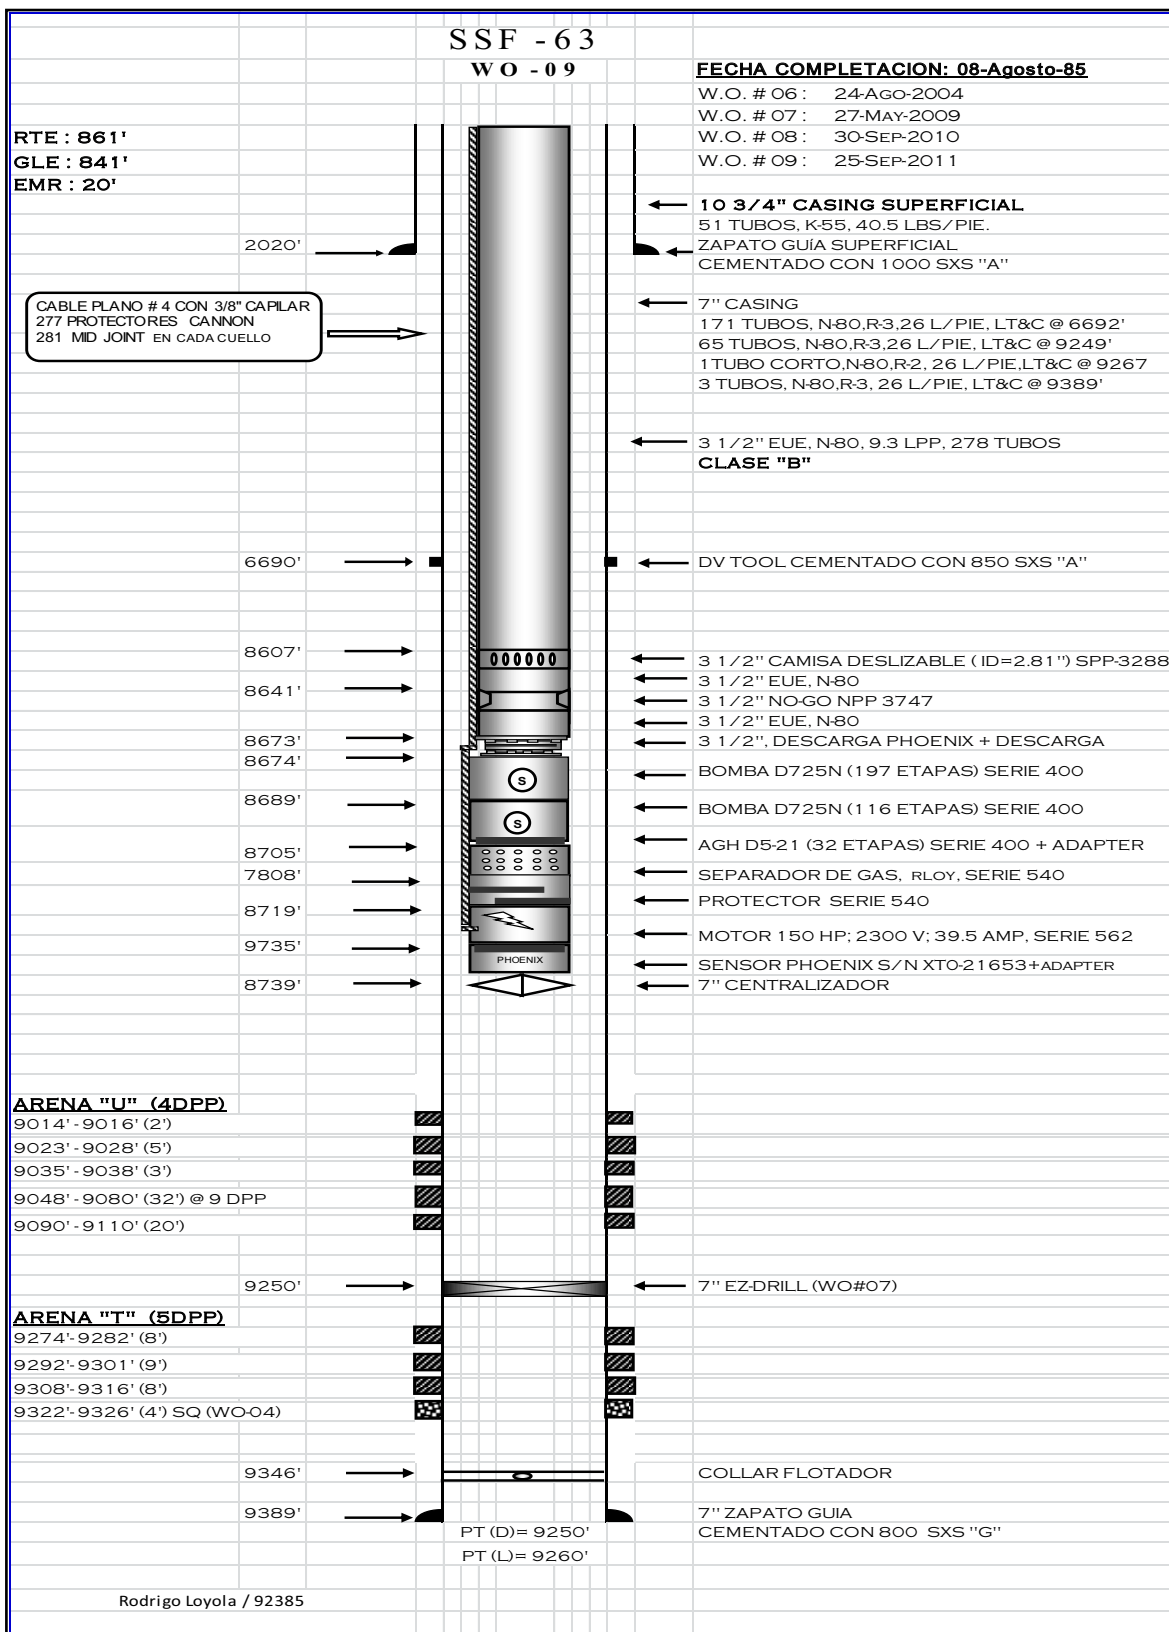 SSF -63
WO -09
FECHA COMPLETACION: 08-Agosto-85
W.O. # 06 : 24-AGO-2004
W.O. # 07 : 27-MAY-2009
W.O. # 08 : 30-SEP-2010
W.O. # 09 : 25-SEP-2011
RTE : 861'
GLE : 841'
EMR : 20'
10 3/4" CASING SUPERFICIAL
51 TUBOS, K-55, 40.5 LBS/PIE.
2020'
ZAPATO GUíA SUPERFICIAL
CEMENTADO CON 1000 SXS "A"
CABLE PLANO # 4 CON 3/8" CAPILAR
277 PROTECTORES CANNON
281 MID JOINT EN CADA CUELLO
7" CASING
171 TUBOS, N-80,R-3,26 L/PIE, LT&C @ 6692'
65 TUBOS, N-80,R-3,26 L/PIE, LT&C @ 9249'
1TUBO CORTO,N-80,R-2, 26 L/PIE,LT&C @ 9267
3 TUBOS, N-80,R-3, 26 L/PIE, LT&C @ 9389'
3 1/2" EUE, N-80, 9.3 LPP, 278 TUBOS
CLASE "B"
6690'
DV TOOL CEMENTADO CON 850 SXS "A"
8607'
3 1/2" CAMISA DESLIZABLE ( ID=2.81") SPP-3288
3 1/2" EUE, N-80
8641'
3 1/2" NO-GO NPP 3747
3 1/2" EUE, N-80
8673'
3 1/2", DESCARGA PHOENIX + DESCARGA
8674'
S
BOMBA D725N (197 ETAPAS) SERIE 400
8689'
S
BOMBA D725N (116 ETAPAS) SERIE 400
8705'
AGH D5-21 (32 ETAPAS) SERIE 400 + ADAPTER
7808'
SEPARADOR DE GAS, RLOY, SERIE 540
PROTECTOR SERIE 540
8719'
MOTOR 150 HP; 2300 V; 39.5 AMP, SERIE 562
9735'
PHOENIX
SENSOR PHOENIX S/N XT0-21653+ADAPTER
8739'
7" CENTRALIZADOR
ARENA "U" (4DPP)
9014' - 9016' (2')
9023' - 9028' (5')
9035' - 9038' (3')
9048' - 9080' (32') @ 9 DPP
9090' - 9110' (20')
9250'
7" EZ-DRILL (WO#07)
ARENA "T" (5DPP)
9274'- 9282' (8')
9292'- 9301' (9')
9308'- 9316' (8')
9322'- 9326' (4') SQ (WO-04)
9346'
COLLAR FLOTADOR
9389'
7" ZAPATO GUIA
CEMENTADO CON 800 SXS "G"
PT (D)= 9250'
PT (L)= 9260'
Rodrigo Loyola / 92385